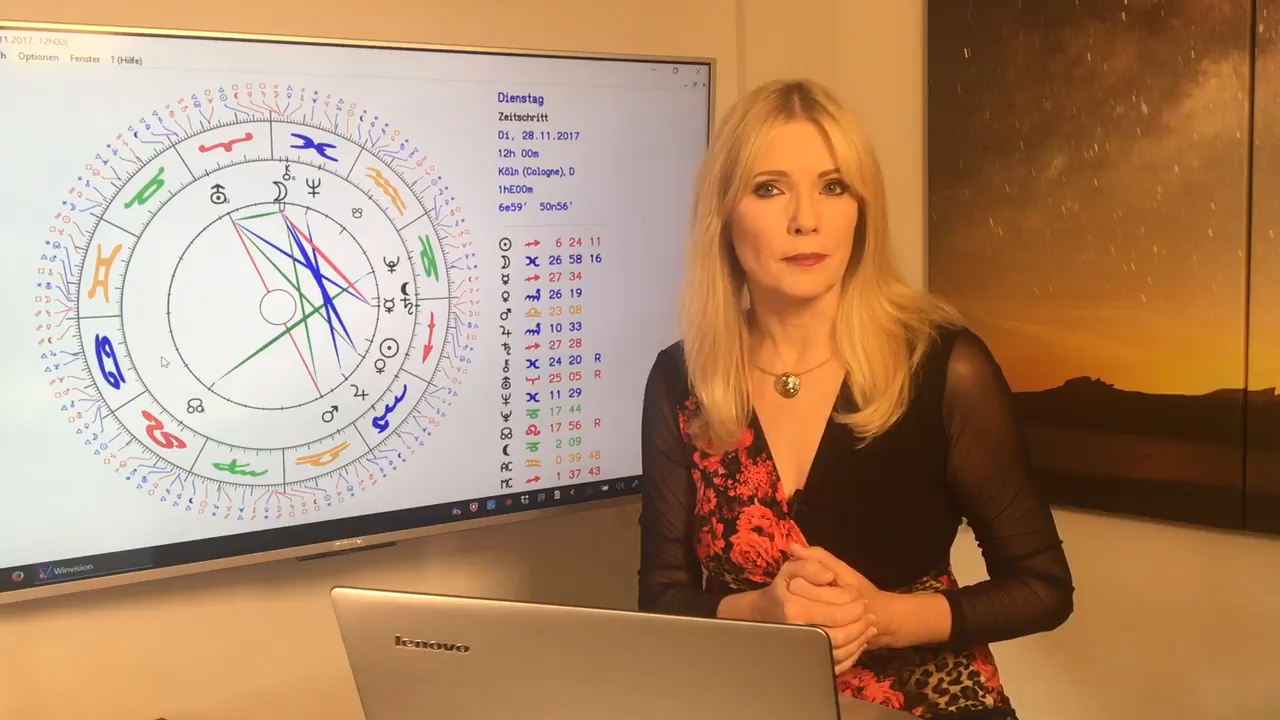 11.2017, 12h00]
Optionen Fenster ? (Hilfe)
Dienstag
Zeitschritt
Di, 28.11.2017
12h 00m
Köln (Cologne), D
1hE00m
6e59' 50n56'
6 24 11
26 58 16
27 34
26 19
23 08
10 33
27 28
24 20 R
25 05 R
11 29
17 44
17 56 R
2 09
AC 0 39 48
MC 1 37 43
Winvision
lenovo